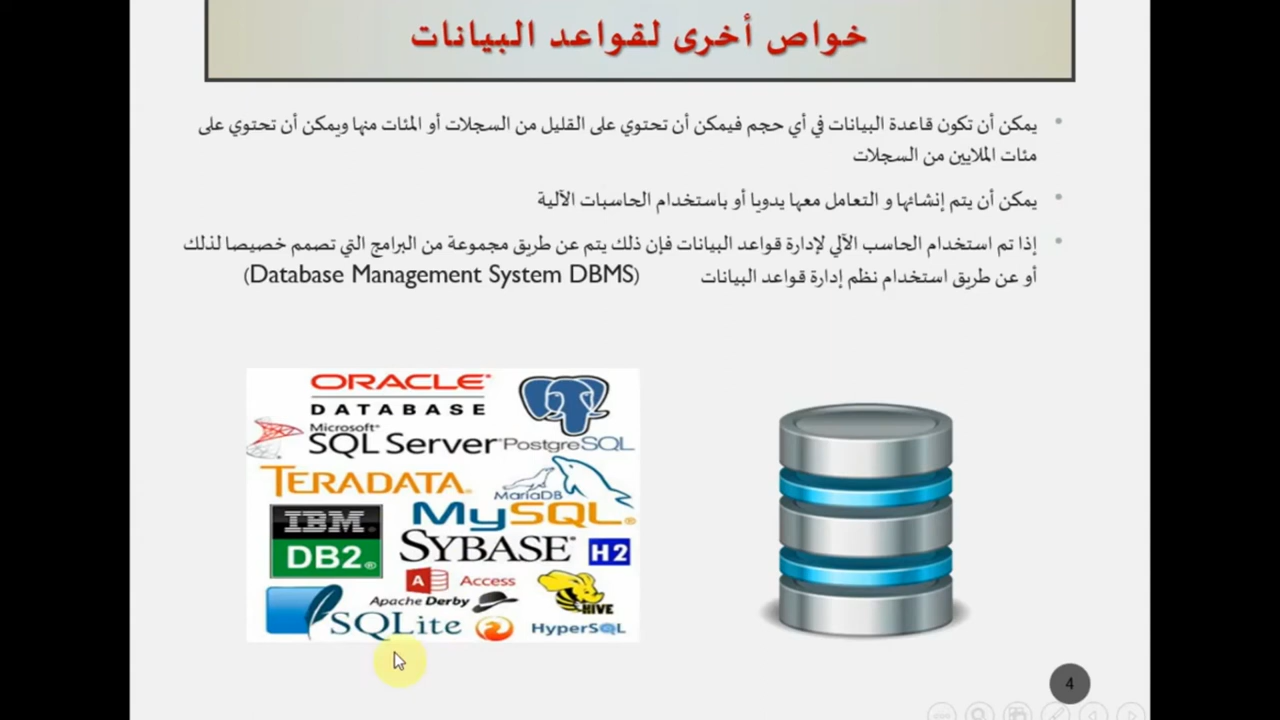 خواص أخرى لقواعد البيانات
يمكن أن تكون قاعدة البيانات في أي حجم فيمكن أن تحتوي على القليل من السجلات أو المئات منها ويمكن أن تحتوي على
مئات الملايين من السجلات
يمكن أن يتم إنشائها و التعامل معها يدويا أو باستخدام الحاسبات الآلية
إذا تم استخدام الحاسب الآلي لإدارة قواعد البيانات فإن ذلك يتم عن طريق مجموعة من البرامج التي تصمم خصيصا لذلك
أو عن طريق استخدام نظم إدارة قواعد البيانات (Database Management System DBMS)
ORACLE®
DATABASE
Microsoft®
SQL Server® PostgreSQL
TERADATA® MariaDB
IBM® MySQL®
DB2® SYBASE® H2
A Access
Apache Derby HIVE
SQLite HyperSQL
4